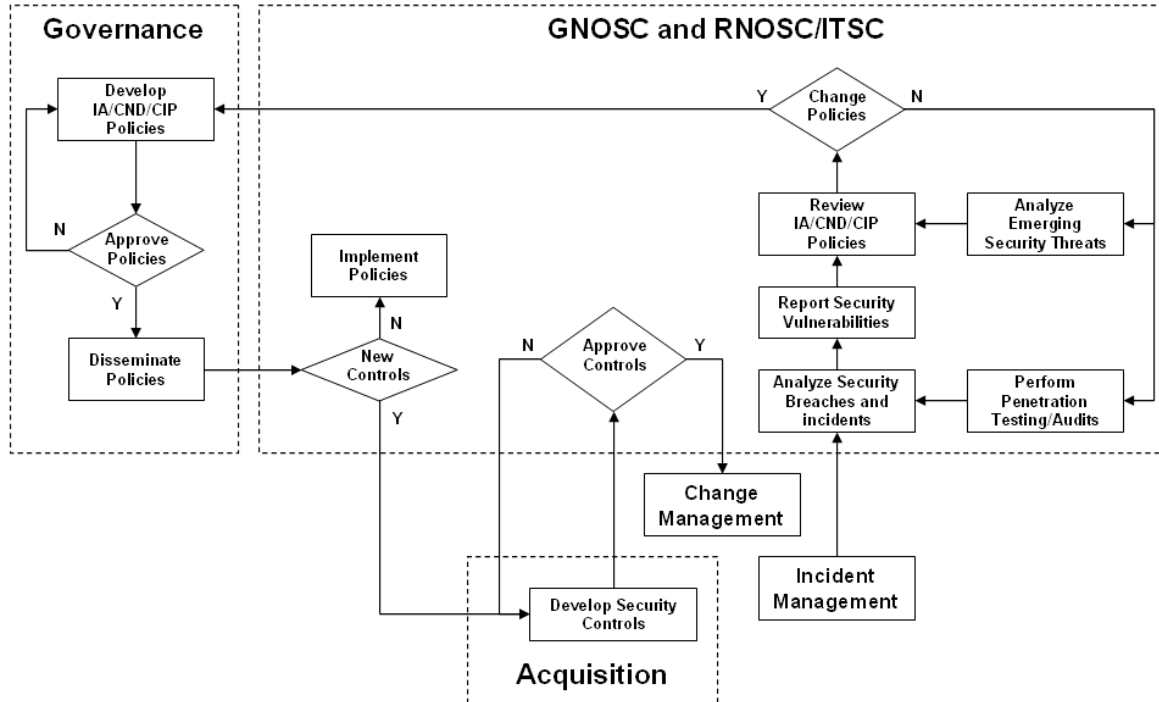 Governance
Develop
IA/CND/CIP
Policies
N
Approve
Policies
Y
Disseminate
Policies
GNOSC and RNOSC/ITSC
Y
Change
Policies
N
Review
IA/CND/CIP
Policies
Analyze
Emerging
Security Threats
Implement
Policies
Report Security
Vulnerabilities
N
New
Controls
Y
N
Approve
Controls
Y
Analyze Security
Breaches and
incidents
Perform
Penetration
Testing/Audits
Change
Management
Incident
Management
Develop Security
Controls
Acquisition